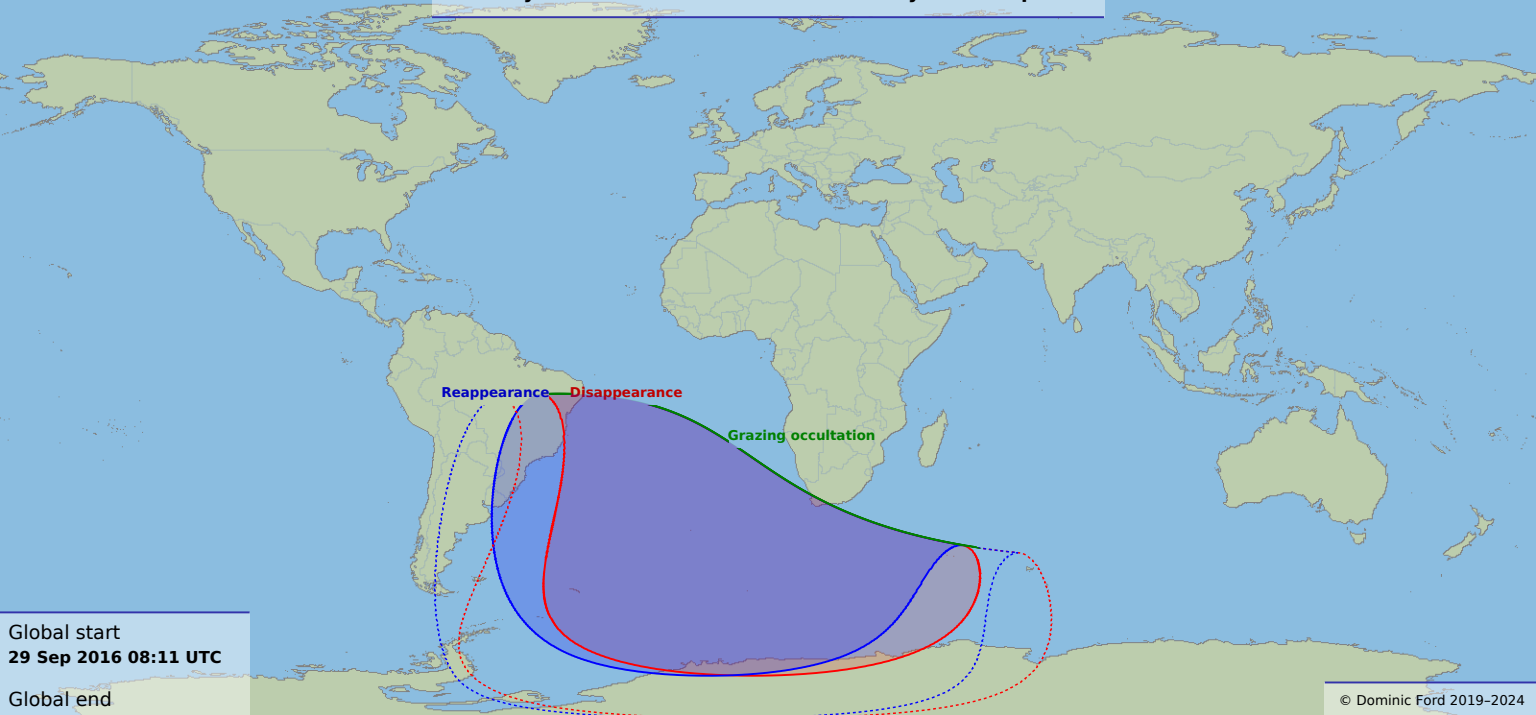 Reappearance
Disappearance
Grazing occultation
Global start
29 Sep 2016 08:11 UTC
Global end
© Dominic Ford 2019–2024